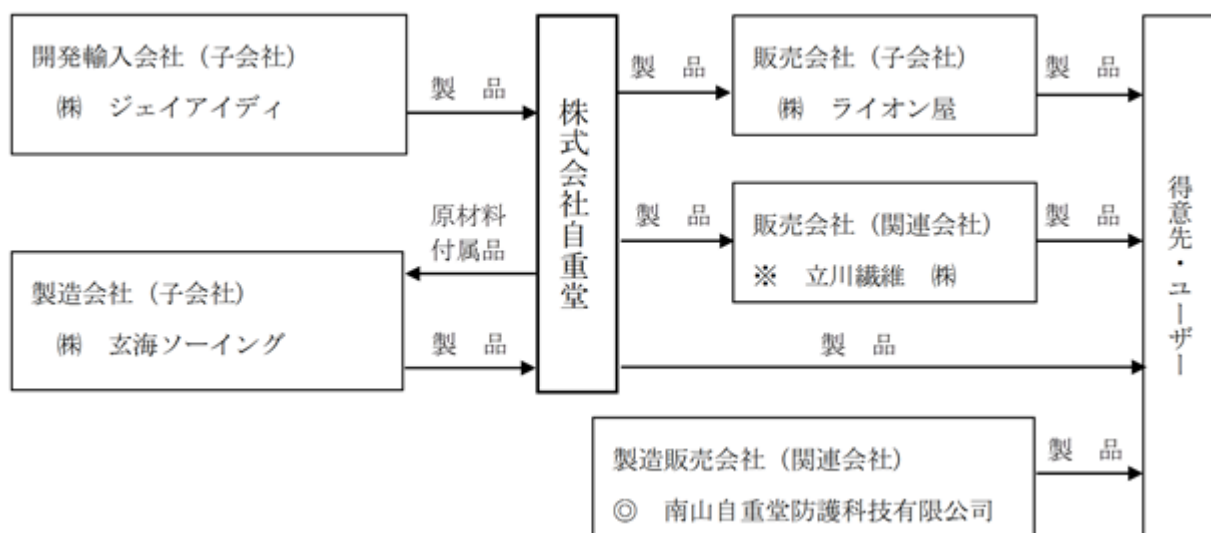 開発輸入会社（子会社）
㈱　ジェイアイディ
製　品
原材料
付属品
製造会社（子会社）
㈱　玄海ソーイング
製　品
株式会社自重堂
製　品
販売会社（子会社）
㈱　ライオン屋
製　品
製　品
販売会社（関連会社）
※　立川繊維　㈱
製　品
製　品
製造販売会社（関連会社）
◎　南山自重堂防護科技有限公司
製　品
得意先・ユーザー